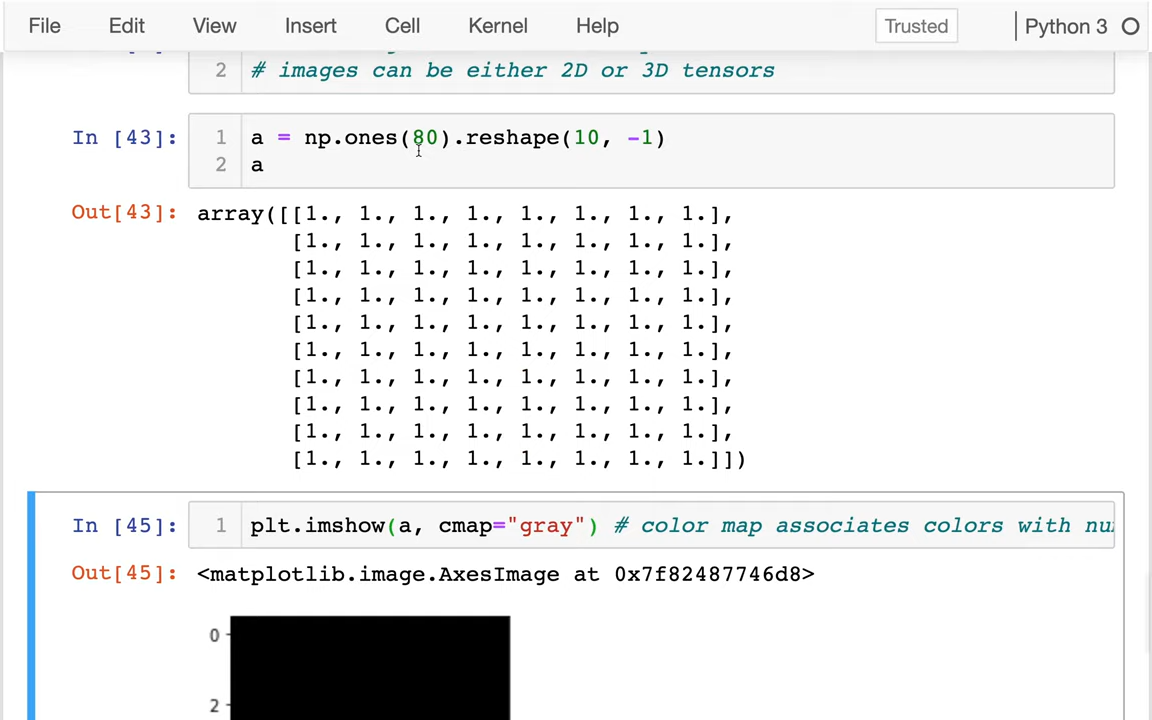 File Edit View Insert Cell Kernel Help Trusted Python 3
2 # images can be either 2D or 3D tensors
In [43]: 1 a = np.ones(80).reshape(10, -1)
2 a
Out[43]: array([[1., 1., 1., 1., 1., 1., 1., 1.],
[1., 1., 1., 1., 1., 1., 1., 1.],
[1., 1., 1., 1., 1., 1., 1., 1.],
[1., 1., 1., 1., 1., 1., 1., 1.],
[1., 1., 1., 1., 1., 1., 1., 1.],
[1., 1., 1., 1., 1., 1., 1., 1.],
[1., 1., 1., 1., 1., 1., 1., 1.],
[1., 1., 1., 1., 1., 1., 1., 1.],
[1., 1., 1., 1., 1., 1., 1., 1.],
[1., 1., 1., 1., 1., 1., 1., 1.]])
In [45]: 1 plt.imshow(a, cmap="gray") # color map associates colors with
Out[45]: <matplotlib.image.AxesImage at 0x7f82487746d8>
0
2